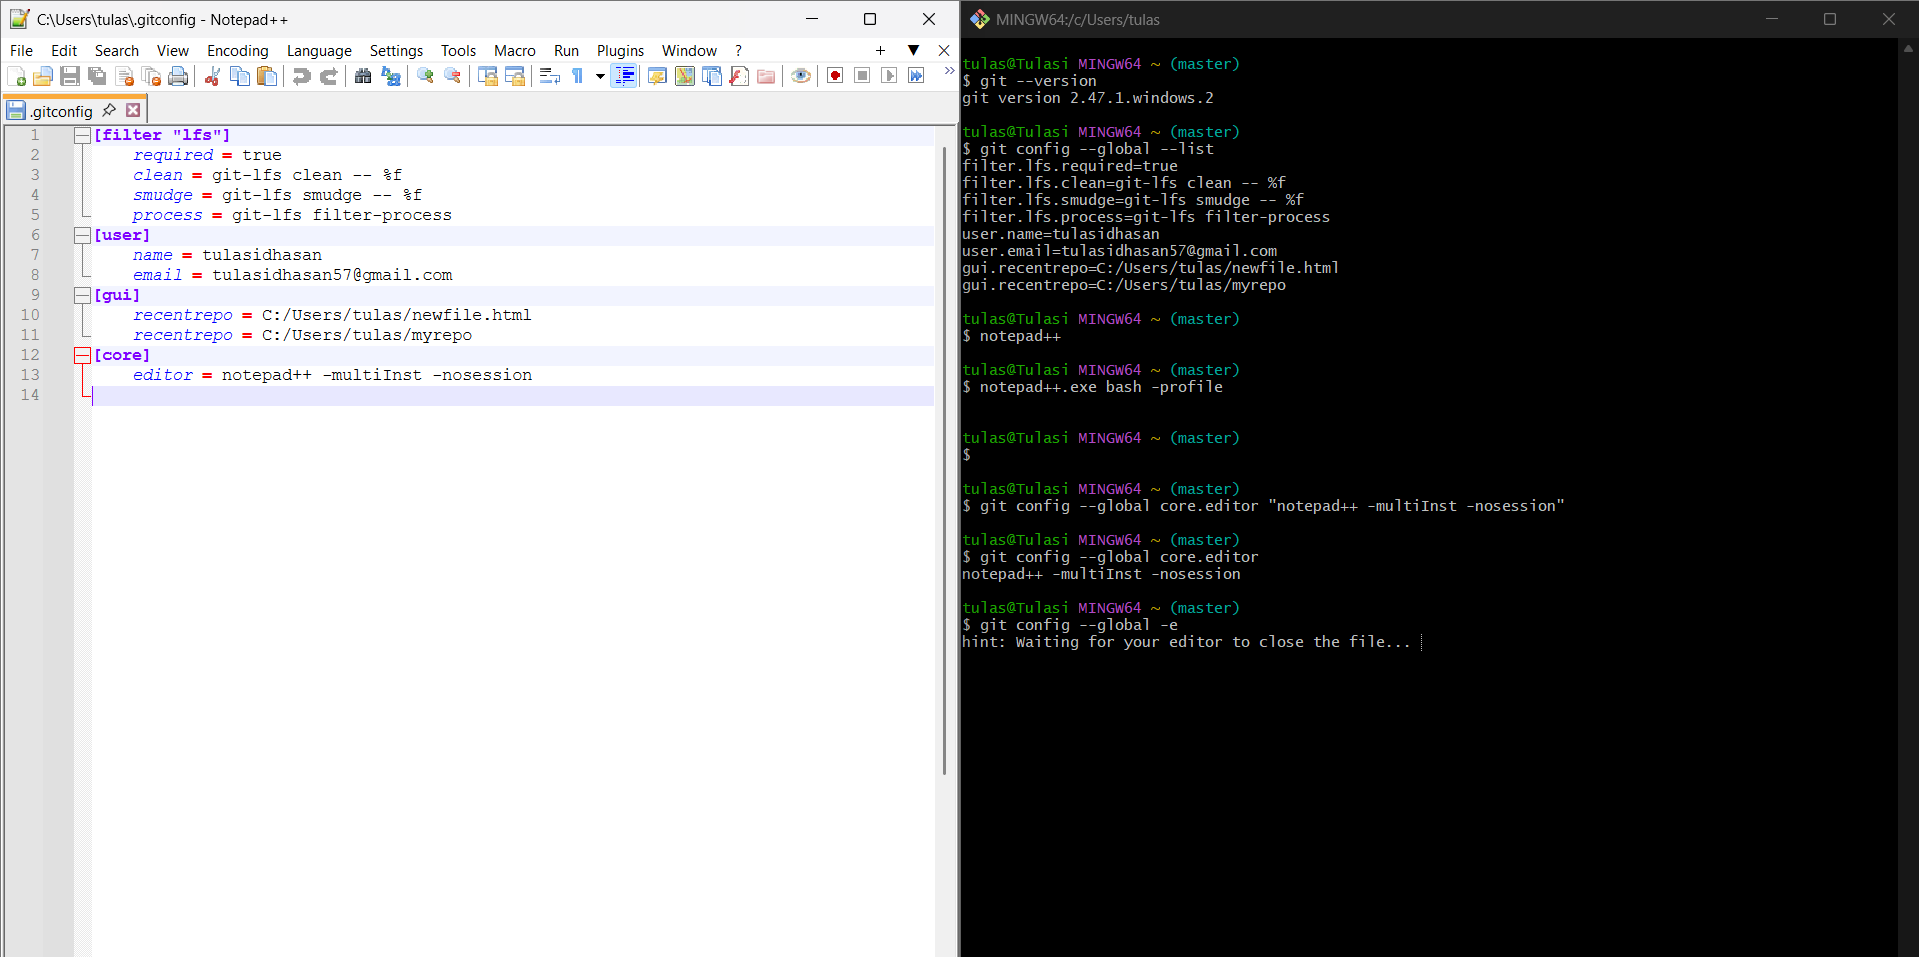 C:\Users\tulas\.gitconfig - Notepad++
File Edit Search View Encoding Language Settings Tools Macro Run Plugins Window ? + ▼ X
»
.gitconfig
1 [filter "lfs"]
2 required = true
3 clean = git-lfs clean -- %f
4 smudge = git-lfs smudge -- %f
5 process = git-lfs filter-process
6 [user]
7 name = tulasidhasan
8 email = tulasidhasan57@gmail.com
9 [gui]
10 recentrepo = C:/Users/tulas/newfile.html
11 recentrepo = C:/Users/tulas/myrepo
12 [core]
13 editor = notepad++ -multiInst -nosession
14
MINGW64:/c/Users/tulas
tulas@Tulasi MINGW64 ~ (master)
$ git --version
git version 2.47.1.windows.2
tulas@Tulasi MINGW64 ~ (master)
$ git config --global --list
filter.lfs.required=true
filter.lfs.clean=git-lfs clean -- %f
filter.lfs.smudge=git-lfs smudge -- %f
filter.lfs.process=git-lfs filter-process
user.name=tulasidhasan
user.email=tulasidhasan57@gmail.com
gui.recentrepo=C:/Users/tulas/newfile.html
gui.recentrepo=C:/Users/tulas/myrepo
tulas@Tulasi MINGW64 ~ (master)
$ notepad++
tulas@Tulasi MINGW64 ~ (master)
$ notepad++.exe bash -profile
tulas@Tulasi MINGW64 ~ (master)
$
tulas@Tulasi MINGW64 ~ (master)
$ git config --global core.editor "notepad++ -multiInst -nosession"
tulas@Tulasi MINGW64 ~ (master)
$ git config --global core.editor
notepad++ -multiInst -nosession
tulas@Tulasi MINGW64 ~ (master)
$ git config --global -e
hint: Waiting for your editor to close the file...